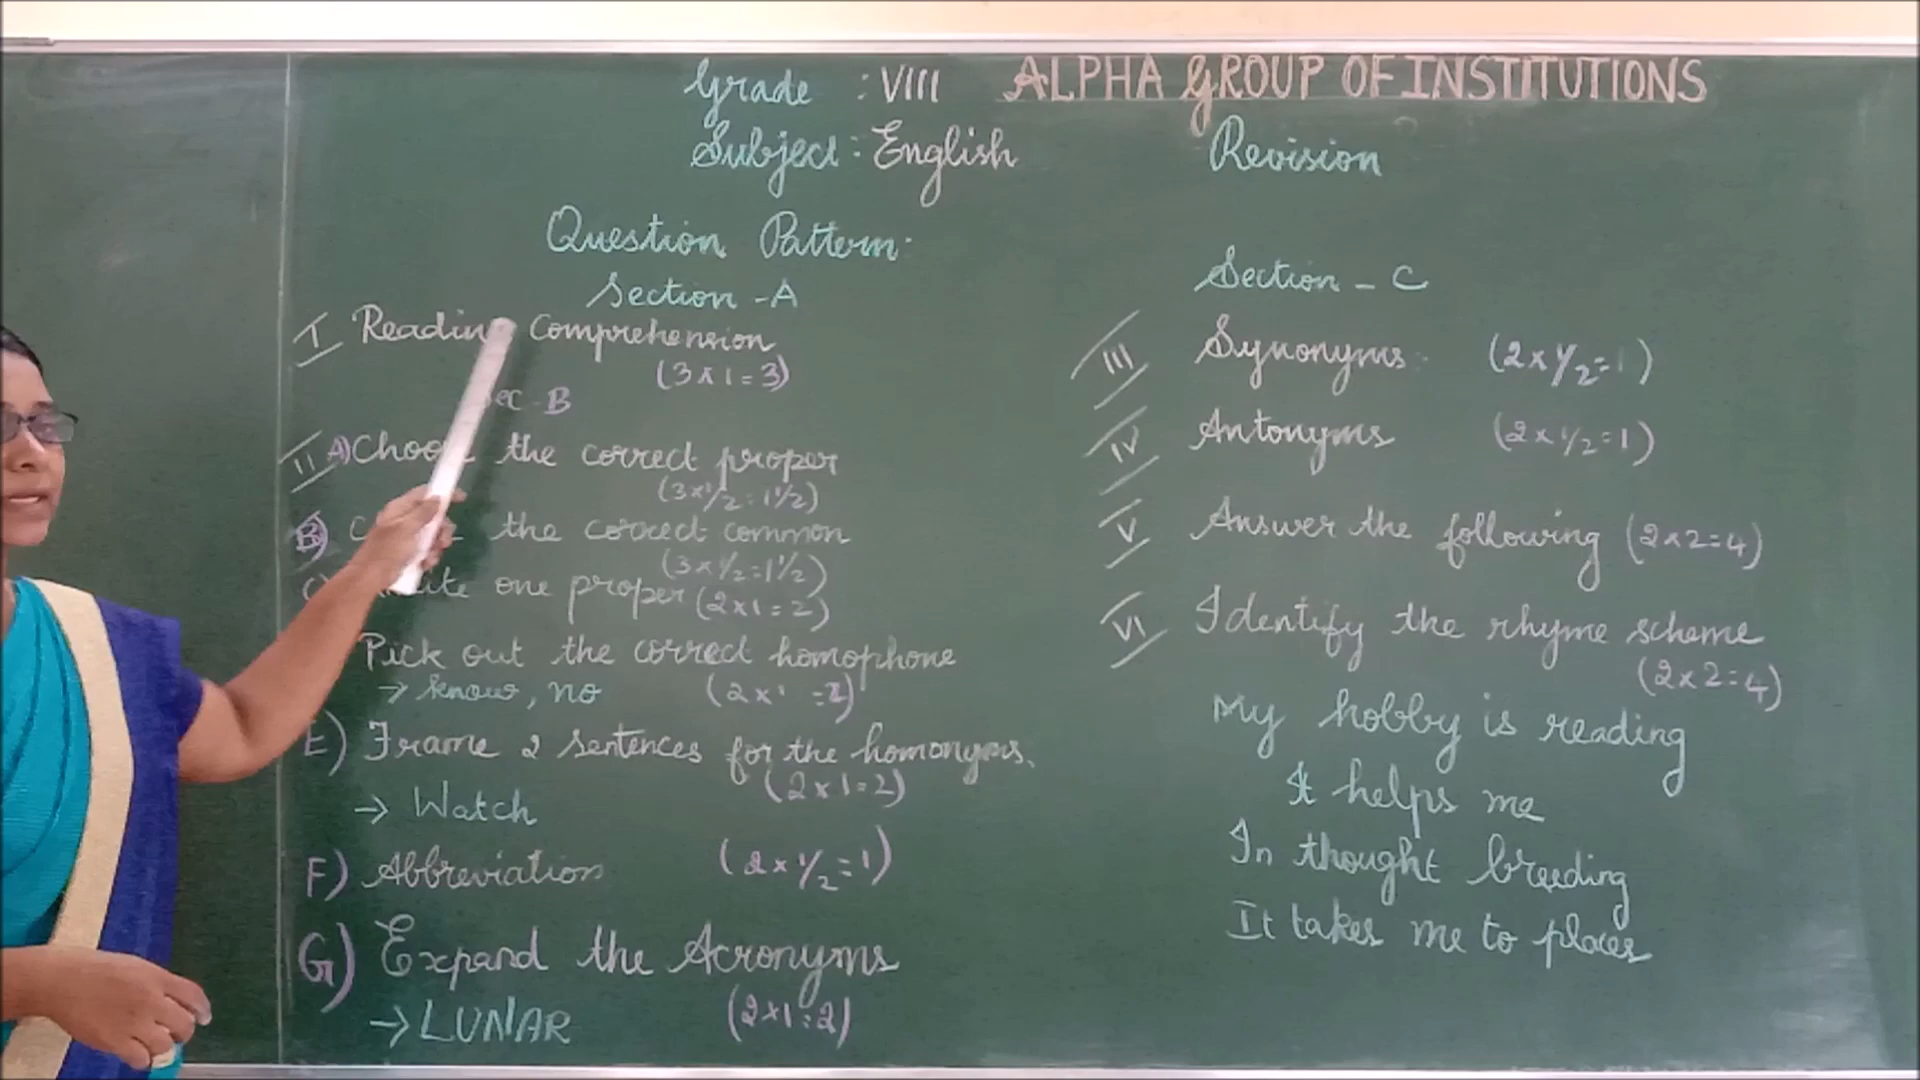 Grade : VIII ALPHA GROUP OF INSTITUTIONS
Subject : English Revision
Question Pattern:
Section - A
I Reading Comprehension
(3 x 1 = 3)
Sec - B
II A) Choose the correct proper
(3 x 1/2 = 1 1/2)
B) the correct common
(3 x 1/2 = 1 1/2)
C) Write one proper (2 x 1 = 2)
Pick out the correct homophone
→ know, no (2 x 1 = 2)
E) Frame 2 sentences for the homonyms.
(2 x 1 = 2)
→ Watch
F) Abbreviation (2 x 1/2 = 1)
G) Expand the Acronyms
→ LUNAR (2 x 1 = 2)
Section - C
III Synonyms: (2 x 1/2 = 1)
IV Antonyms (2 x 1/2 = 1)
V Answer the following (2 x 2 = 4)
VI Identify the rhyme scheme
(2 x 2 = 4)
My hobby is reading
It helps me
In thought breeding
It takes me to places